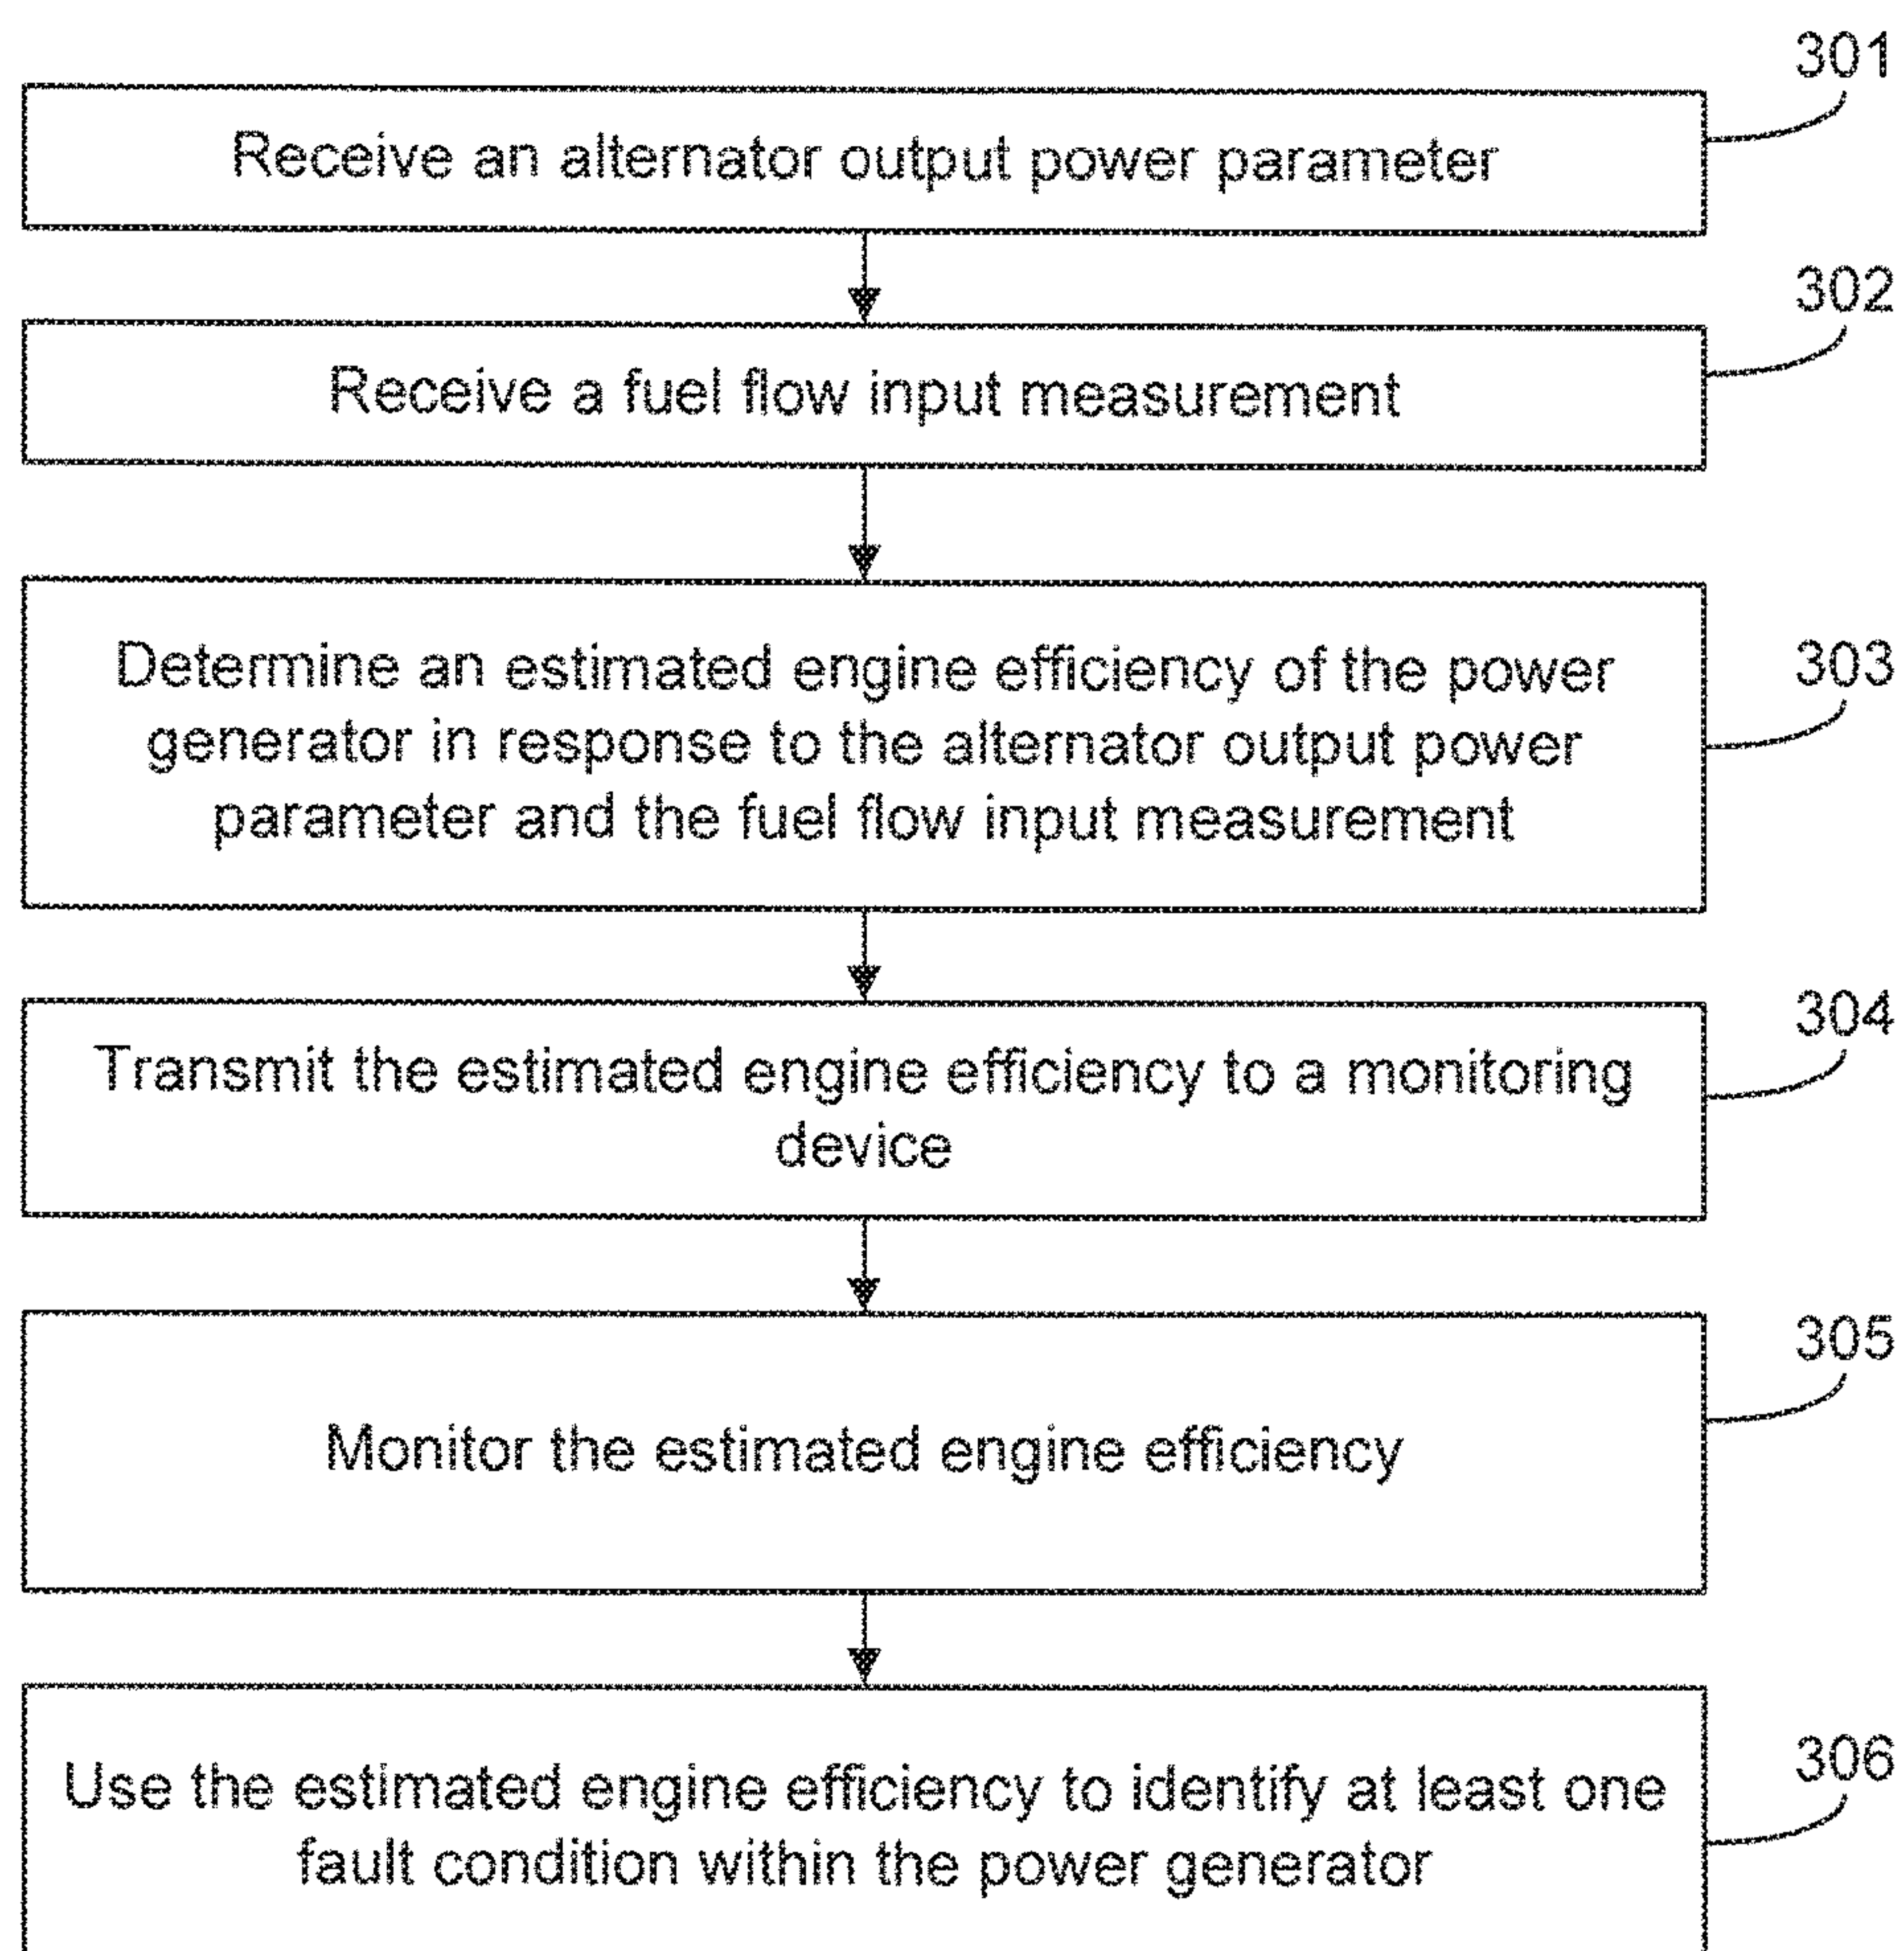 301
Receive an alternator output power parameter
302
Receive a fuel flow input measurement
303
Determine an estimated engine efficiency of the power
generator in response to the alternator output power
parameter and the fuel flow input measurement
304
Transmit the estimated engine efficiency to a monitoring
device
305
Monitor the estimated engine efficiency
306
Use the estimated engine efficiency to identify at least one
fault condition within the power generator